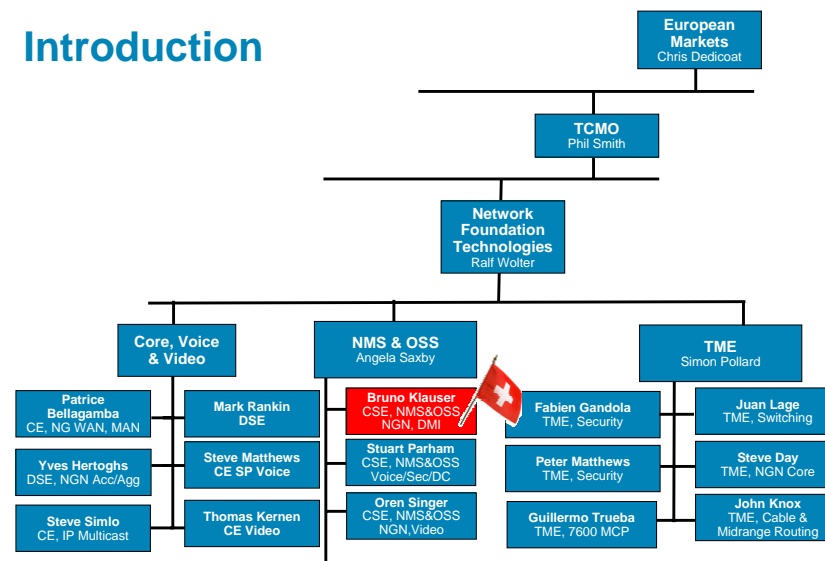 Introduction
European
Markets
Chris Dedicoat
TCMO
Phil Smith
Network
Foundation
Technologies
Ralf Wolter
Core, Voice
& Video
NMS & OSS
Angela Saxby
TME
Simon Pollard
Patrice
Bellagamba
CE, NG WAN, MAN
Mark Rankin
DSE
Bruno Klauser
CSE, NMS&OSS
NGN, DMI
Fabien Gandola
TME, Security
Juan Lage
TME, Switching
Yves Hertoghs
DSE, NGN Acc/Agg
Steve Matthews
CE SP Voice
Stuart Parham
CSE, NMS&OSS
Voice/Sec/DC
Peter Matthews
TME, Security
Steve Day
TME, NGN Core
Steve Simlo
CE, IP Multicast
Thomas Kernen
CE Video
Oren Singer
CSE, NMS&OSS
NGN,Video
Guillermo Trueba
TME, 7600 MCP
John Knox
TME, Cable &
Midrange Routing